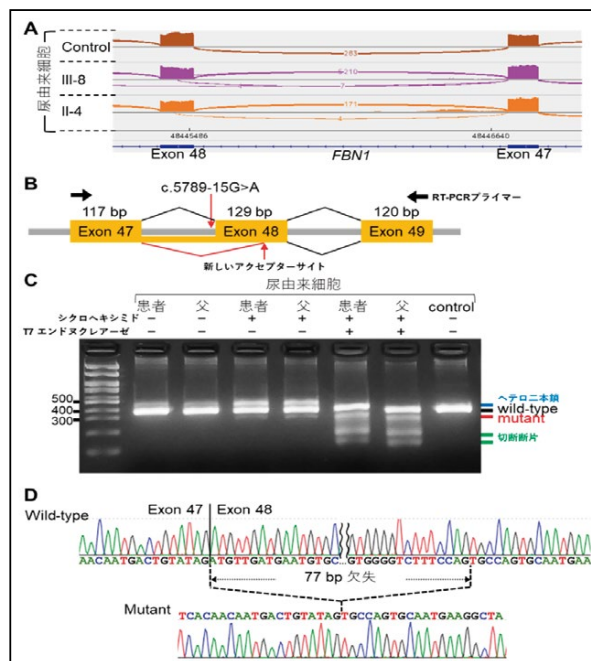 A
尿由来細胞
Control
283
III-8
210
7
II-4
171
4
48445486
48446640
Exon 48
FBN1
Exon 47
B
c.5789-15G>A
RT-PCRプライマー
117 bp
129 bp
120 bp
Exon 47
Exon 48
Exon 49
新しいアクセプターサイト
C
尿由来細胞
患者 父 患者 父 患者 父 control
シクロヘキシミド - - + + - + -
T7 エンドヌクレアーゼ - - - - + + -
500
400
300
ヘテロ二本鎖
wild-type
mutant
切断断片
D
Exon 47 Exon 48
Wild-type
AACAATGACTGTATAGATGTTGATGAATGTGC...GTGGGGTCTTTCCAGTGCCAGTGCAATGAA
77 bp 欠失
Mutant
TCACAACAATGACTGTATAGTGCCAGTGCAATGAAGGCTA